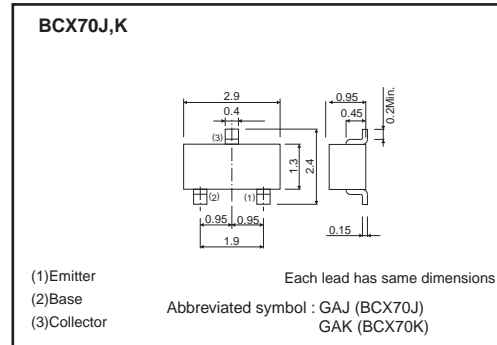 BCX70J,K
2.9
0.4
(3)
0.95
0.45
0.2Min.
1.3
2.4
(2)
(1)
0.95
0.95
1.9
0.15
(1)Emitter
(2)Base
(3)Collector
Each lead has same dimensions
Abbreviated symbol : GAJ (BCX70J)
GAK (BCX70K)